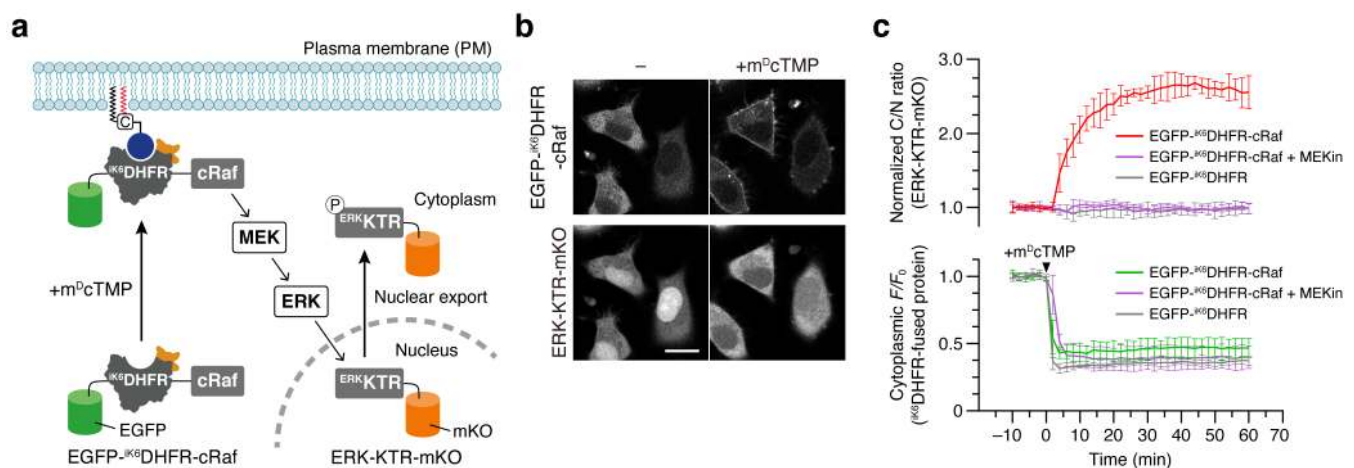 a
Plasma membrane (PM)
C
iK6DHFR
cRaf
P
ERKKTR
Cytoplasm
MEK
+mDcTMP
ERK
Nuclear export
Nucleus
iK6DHFR
cRaf
ERKKTR
EGFP
mKO
EGFP-iK6DHFR-cRaf
ERK-KTR-mKO
b
–
+mDcTMP
EGFP-iK6DHFR
-cRaf
ERK-KTR-mKO
c
Normalized C/N ratio
(ERK-KTR-mKO)
3.0
2.0
1.0
EGFP-iK6DHFR-cRaf
EGFP-iK6DHFR-cRaf + MEKin
EGFP-iK6DHFR
+mDcTMP
Cytoplasmic F/F0
(iK6DHFR-fused protein)
1.0
0.5
0
EGFP-iK6DHFR-cRaf
EGFP-iK6DHFR-cRaf + MEKin
EGFP-iK6DHFR
−10 0 10 20 30 40 50 60 70
Time (min)